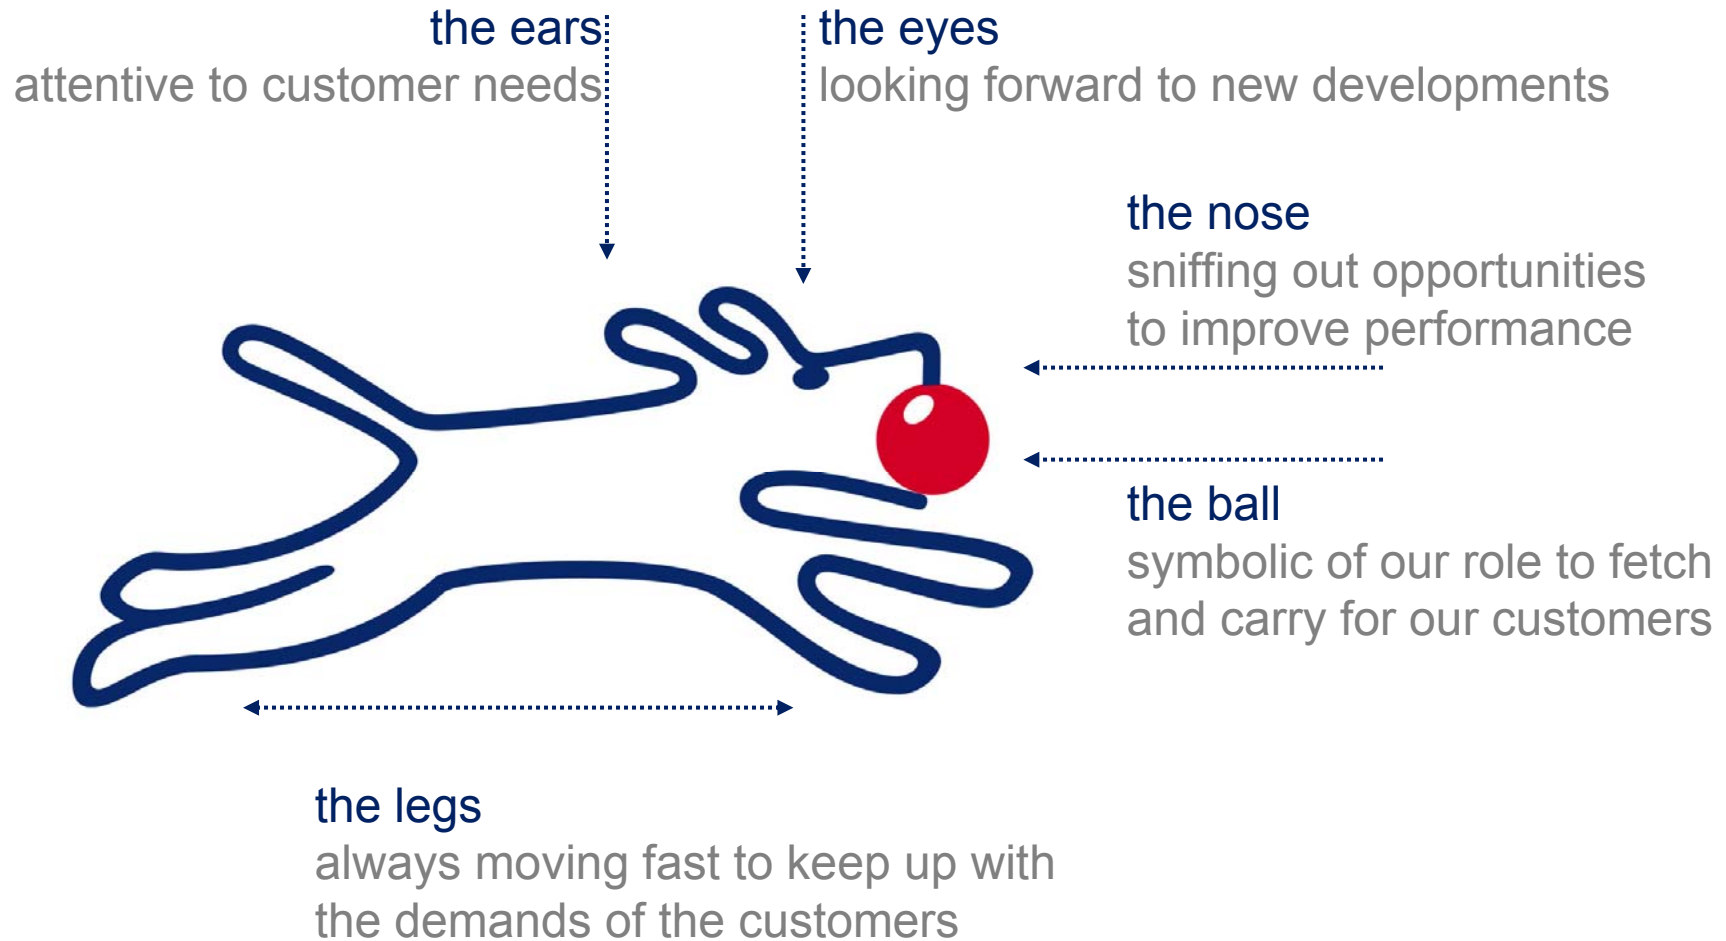 the ears
attentive to customer needs
the eyes
looking forward to new developments
the nose
sniffing out opportunities
to improve performance
the ball
symbolic of our role to fetch
and carry for our customers
the legs
always moving fast to keep up with
the demands of the customers